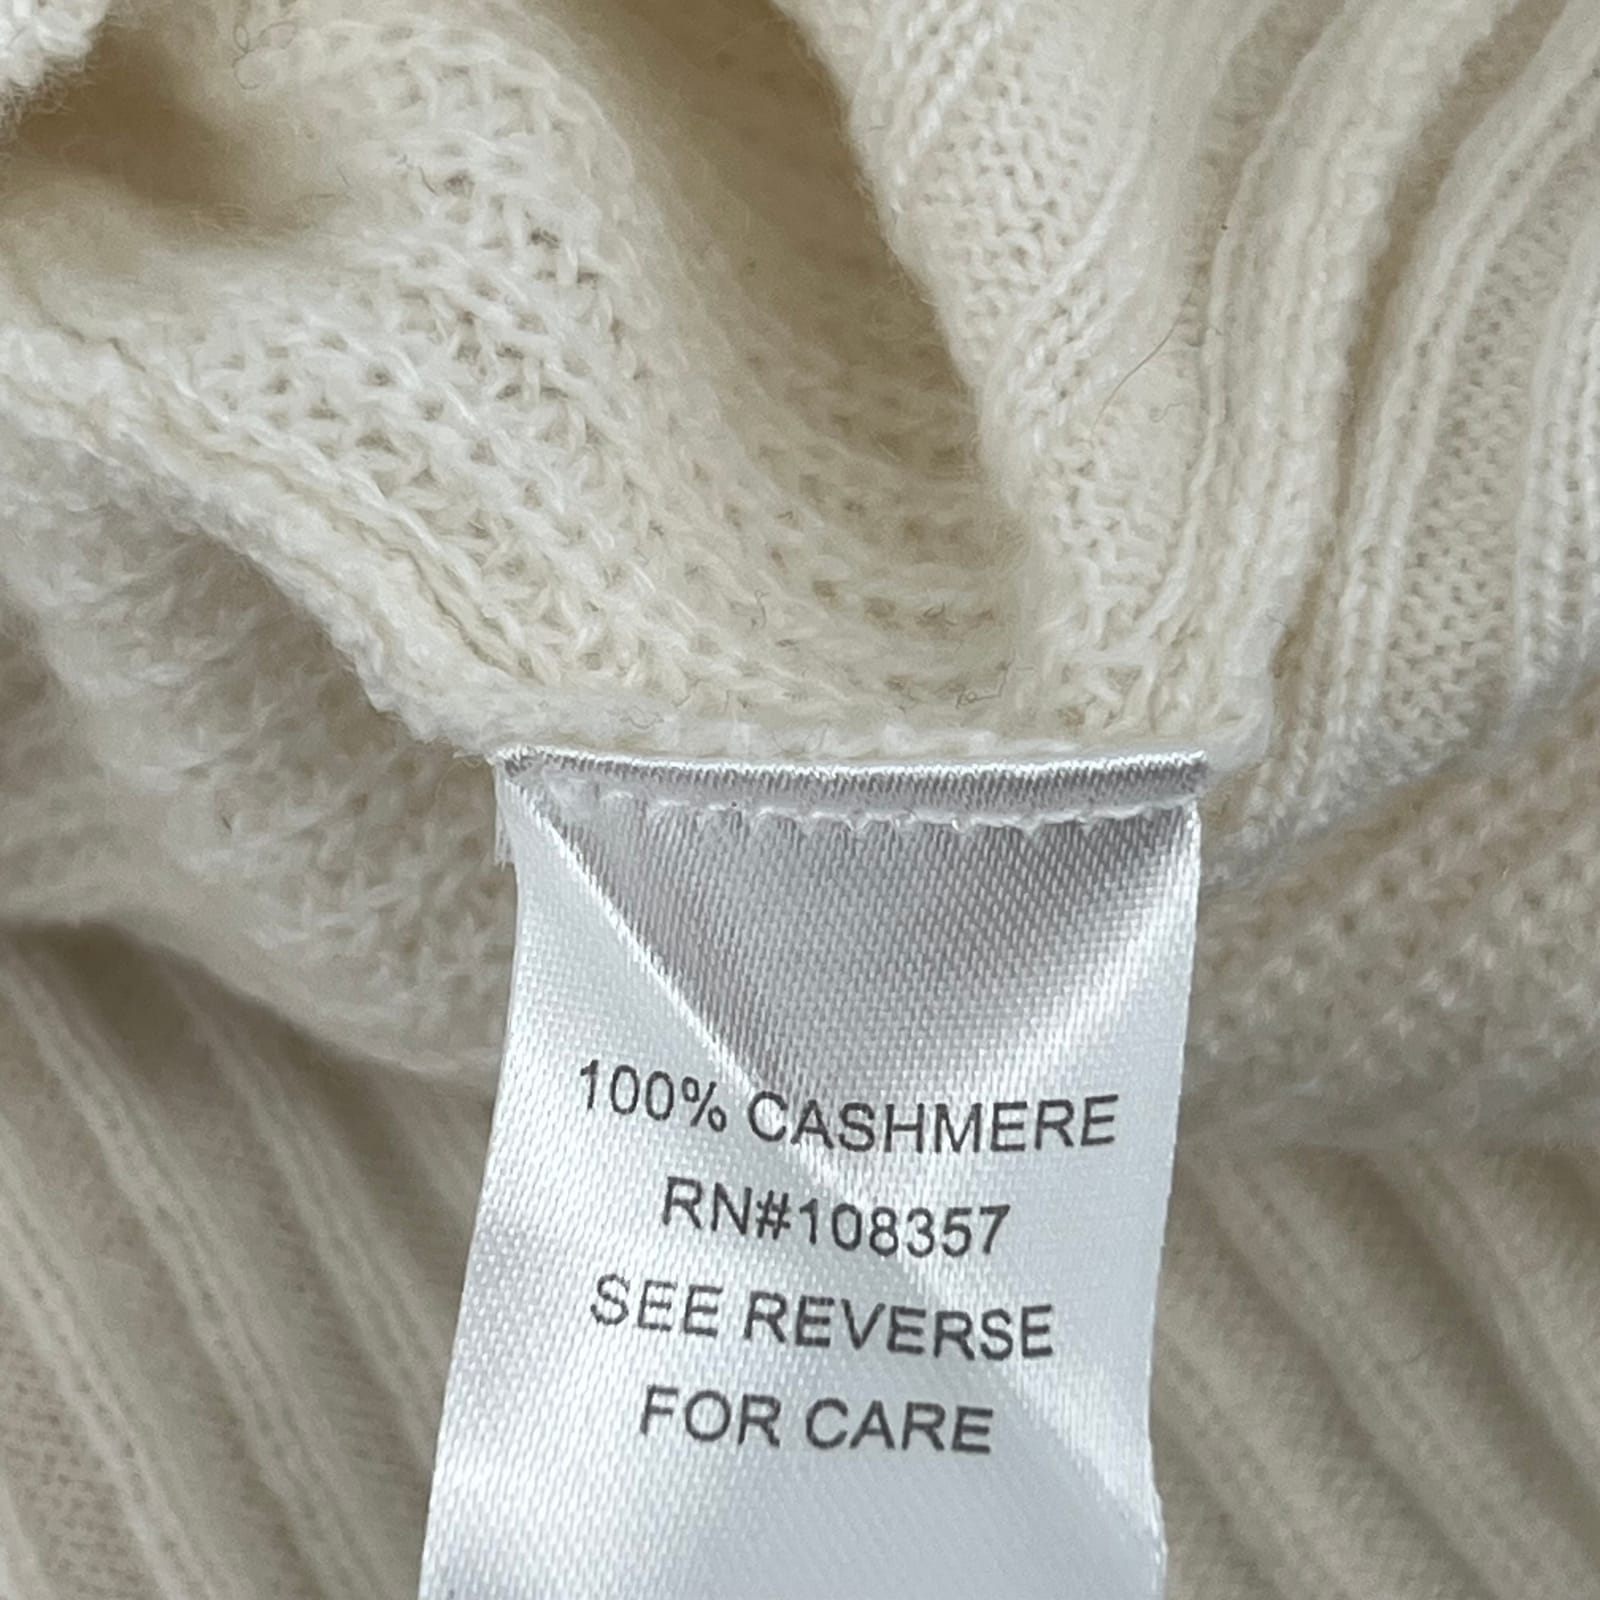 100% CASHMERE
RN#108357
SEE REVERSE
FOR CARE